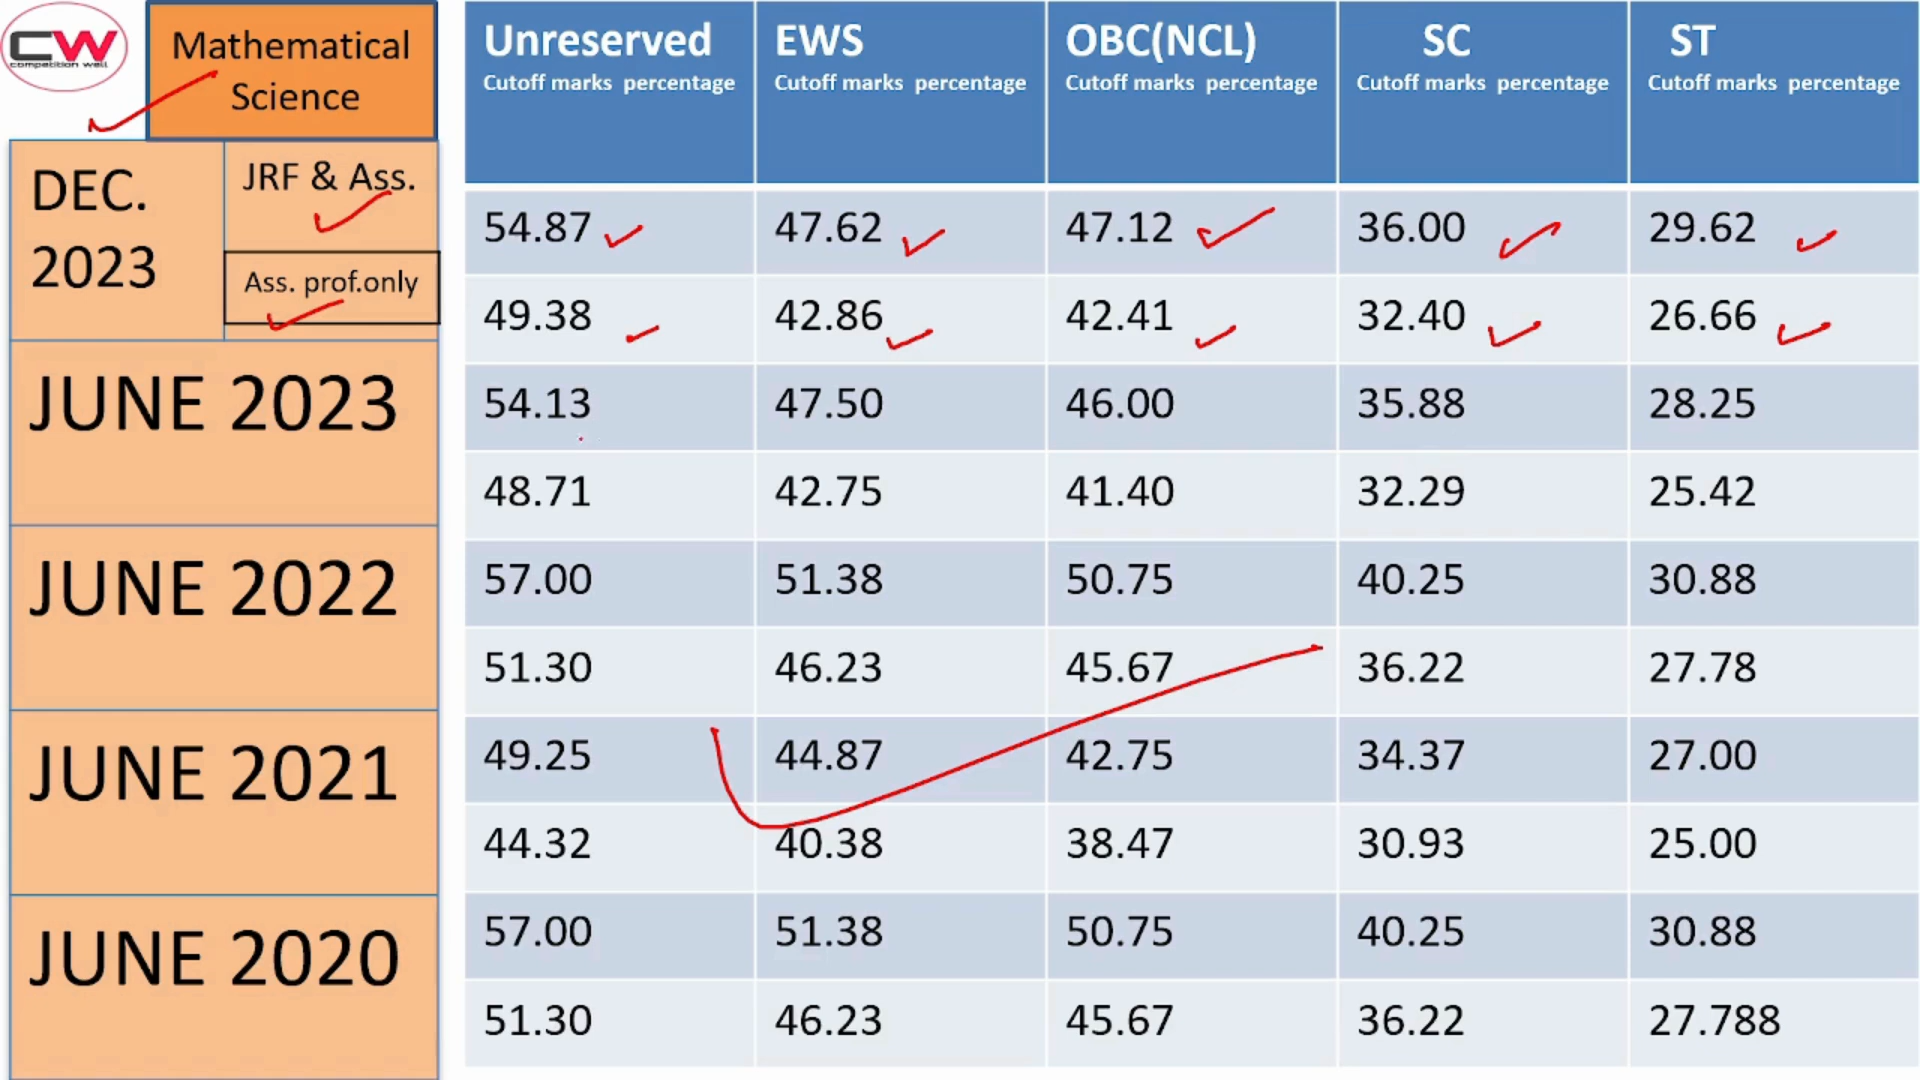 CW
competition well
Mathematical
Science
Unreserved EWS OBC(NCL) SC ST
Cutoff marks percentage Cutoff marks percentage Cutoff marks percentage Cutoff marks percentage Cutoff marks percentage
DEC.
2023
JRF & Ass.
54.87 47.62 47.12 36.00 29.62
Ass. prof.only
49.38 42.86 42.41 32.40 26.66
JUNE 2023
54.13 47.50 46.00 35.88 28.25
48.71 42.75 41.40 32.29 25.42
JUNE 2022
57.00 51.38 50.75 40.25 30.88
51.30 46.23 45.67 36.22 27.78
JUNE 2021
49.25 44.87 42.75 34.37 27.00
44.32 40.38 38.47 30.93 25.00
JUNE 2020
57.00 51.38 50.75 40.25 30.88
51.30 46.23 45.67 36.22 27.788